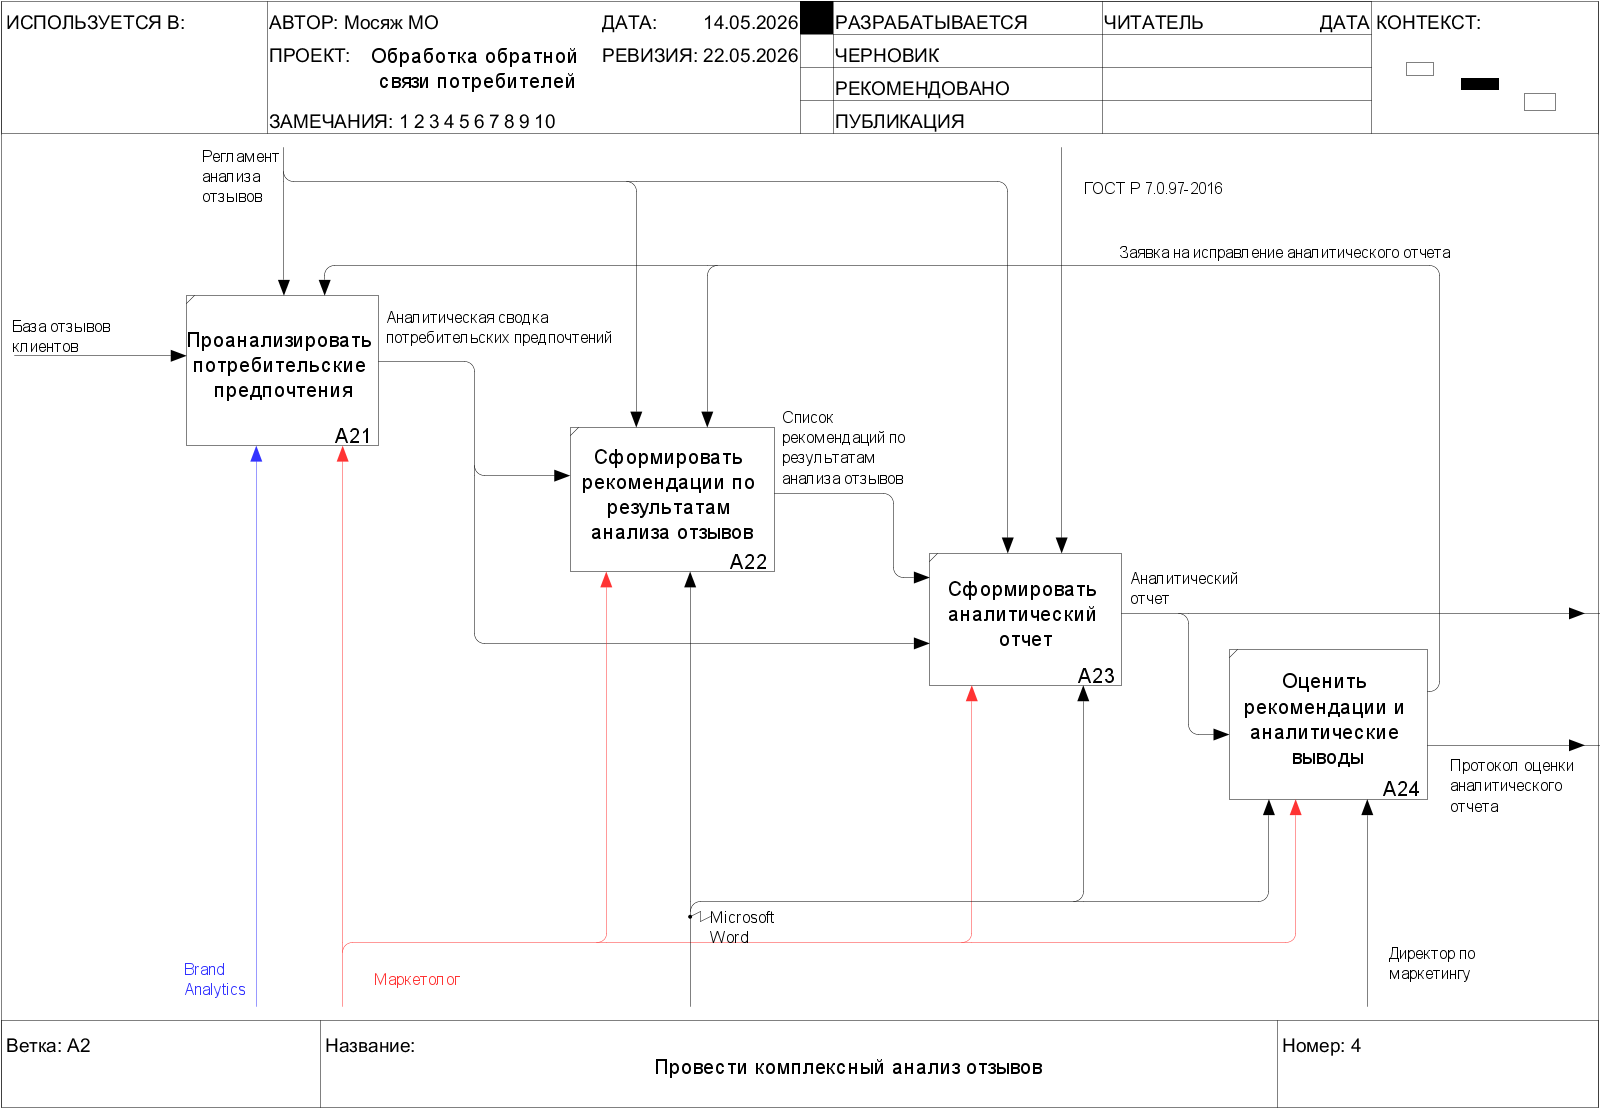 ИСПОЛЬЗУЕТСЯ В:
АВТОР: Мосяж МО
ДАТА: 14.05.2026
ПРОЕКТ: Обработка обратной
связи потребителей
РЕВИЗИЯ: 22.05.2026
ЗАМЕЧАНИЯ: 1 2 3 4 5 6 7 8 9 10
РАЗРАБАТЫВАЕТСЯ
ЧЕРНОВИК
РЕКОМЕНДОВАНО
ПУБЛИКАЦИЯ
ЧИТАТЕЛЬ
ДАТА
КОНТЕКСТ:
Регламент
анализа
отзывов
ГОСТ Р 7.0.97-2016
Заявка на исправление аналитического отчета
База отзывов
клиентов
Проанализировать
потребительские
предпочтения
A21
Аналитическая сводка
потребительских предпочтений
Сформировать
рекомендации по
результатам
анализа отзывов
A22
Список
рекомендаций по
результатам
анализа отзывов
Сформировать
аналитический
отчет
A23
Аналитический
отчет
Оценить
рекомендации и
аналитические
выводы
A24
Протокол оценки
аналитического
отчета
Brand
Analytics
Маркетолог
Microsoft
Word
Директор по
маркетингу
Ветка: A2
Название:
Провести комплексный анализ отзывов
Номер: 4